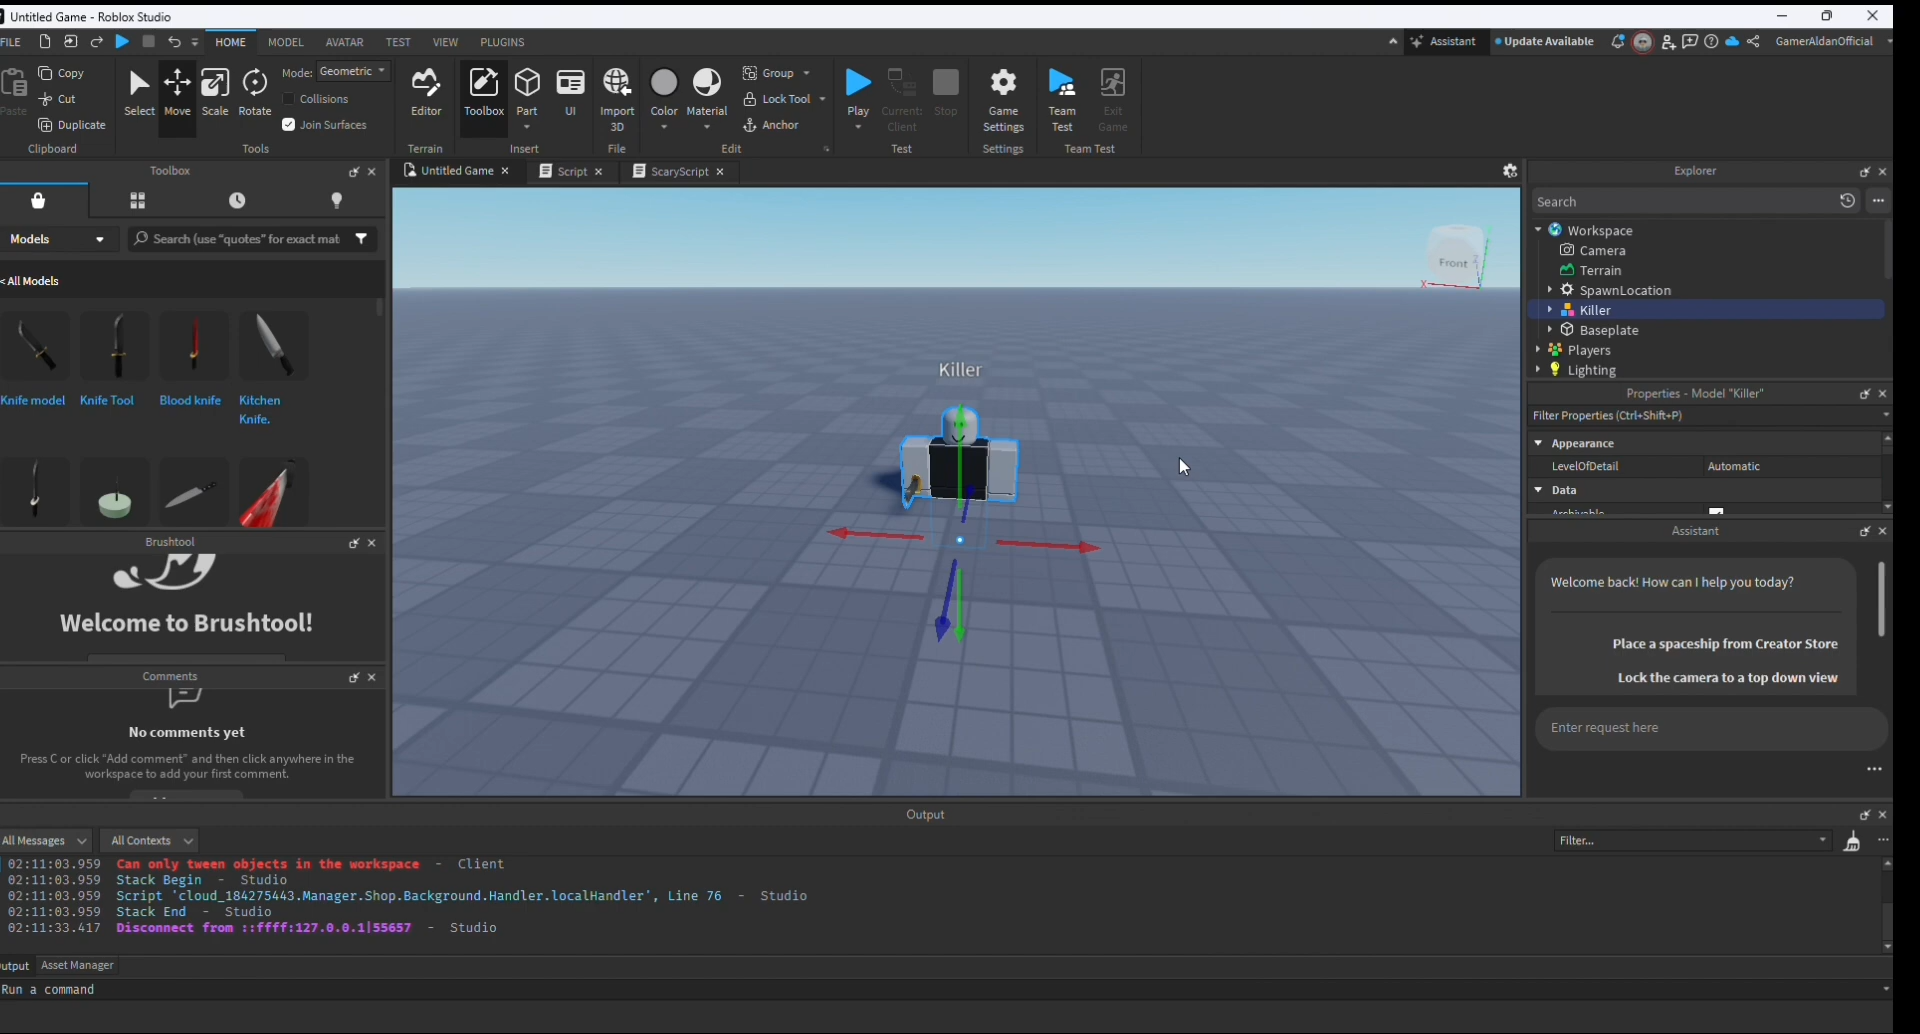 Untitled Game - Roblox Studio
FILE
HOME
MODEL
AVATAR
TEST
VIEW
PLUGINS
Assistant
Update Available
GamerAldanOfficial
Paste
Copy
Cut
Duplicate
Clipboard
Select
Move
Scale
Rotate
Mode: Geometric
Collisions
Join Surfaces
Tools
Editor
Terrain
Toolbox
Part
UI
Insert
Import
3D
File
Color
Material
Group
Lock Tool
Anchor
Edit
Play
Current:
Client
Stop
Test
Game
Settings
Settings
Team
Test
Exit
Game
Team Test
Toolbox
Models
Search (use "quotes" for exact mat
< All Models
Knife model
Knife Tool
Blood knife
Kitchen
Knife.
Brushtool
Welcome to Brushtool!
Comments
No comments yet
Press C or click "Add comment" and then click anywhere in the
workspace to add your first comment.
Untitled Game
Script
ScaryScript
Front
X
Z
Killer
Explorer
Search
Workspace
Camera
Terrain
SpawnLocation
Killer
Baseplate
Players
Lighting
Properties - Model "Killer"
Filter Properties (Ctrl+Shift+P)
Appearance
LevelOfDetail
Automatic
Data
Archivable
Assistant
Welcome back! How can I help you today?
Place a spaceship from Creator Store
Lock the camera to a top down view
Enter request here
Output
All Messages
All Contexts
Filter...
02:11:03.959 Can only tween objects in the workspace - Client
02:11:03.959 Stack Begin - Studio
02:11:03.959 Script 'cloud_184275443.Manager.Shop.Background.Handler.localHandler', Line 76 - Studio
02:11:03.959 Stack End - Studio
02:11:33.417 Disconnect from ::ffff:127.0.0.1|55657 - Studio
utput
Asset Manager
Run a command